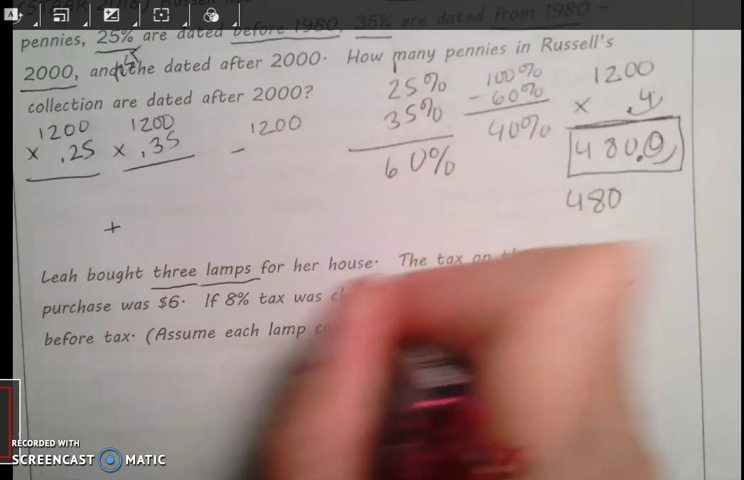 pennies, 25% are dated before 1980, 35% are dated from 1980 -
2000, and the dated after 2000. How many pennies in Russell's
collection are dated after 2000?
1200
x .25
1200
x .35
1200
-
+
25%
35%
60%
100%
- 60%
40%
1200
x .4
480.0
480
Leah bought three lamps for her house. The tax on
purchase was $6. If 8% tax was
before tax. (Assume each lamp
RECORDED WITH
SCREENCAST MATIC